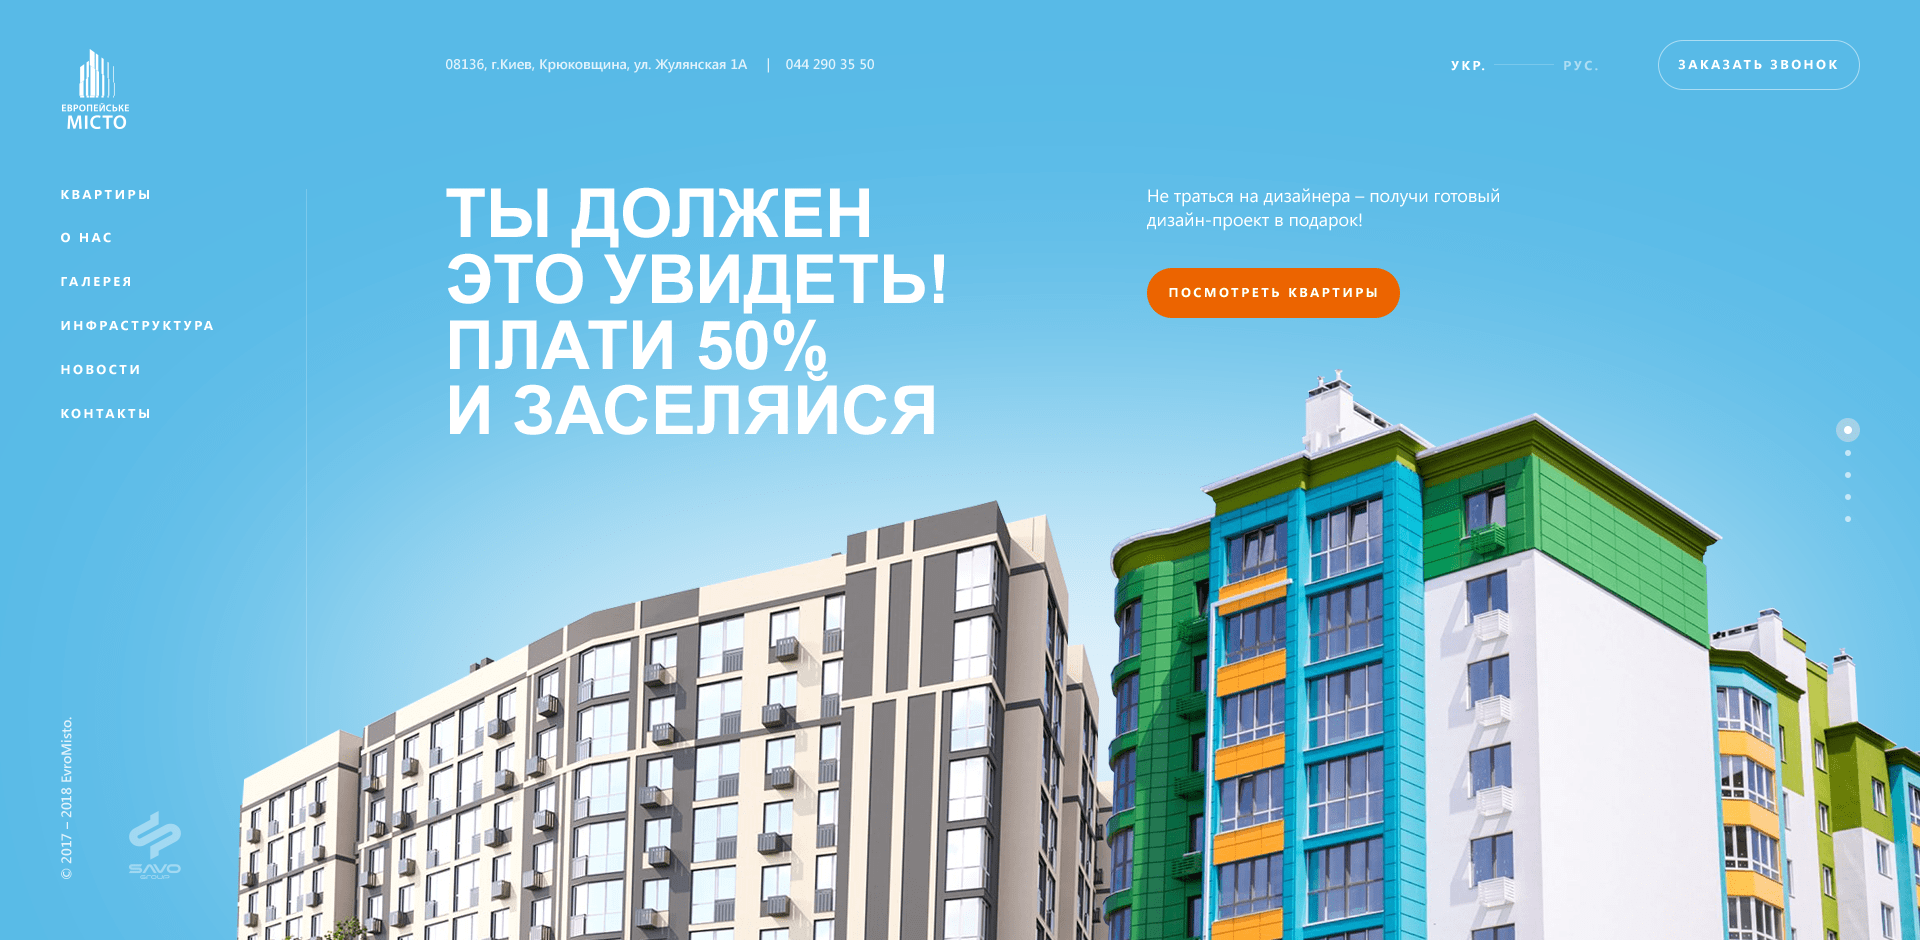 ЕВРОПЕЙСЬКЕ
МІСТО
08136, г.Киев, Крюковщина, ул. Жулянская 1А | 044 290 35 50
УКР. РУС.
ЗАКАЗАТЬ ЗВОНОК
КВАРТИРЫ
О НАС
ГАЛЕРЕЯ
ИНФРАСТРУКТУРА
НОВОСТИ
КОНТАКТЫ
ТЫ ДОЛЖЕН
ЭТО УВИДЕТЬ!
ПЛАТИ 50%
И ЗАСЕЛЯЙСЯ
Не траться на дизайнера – получи готовый
дизайн-проект в подарок!
ПОСМОТРЕТЬ КВАРТИРЫ
© 2017 – 2018 EvroMisto.
SAVO
GROUP